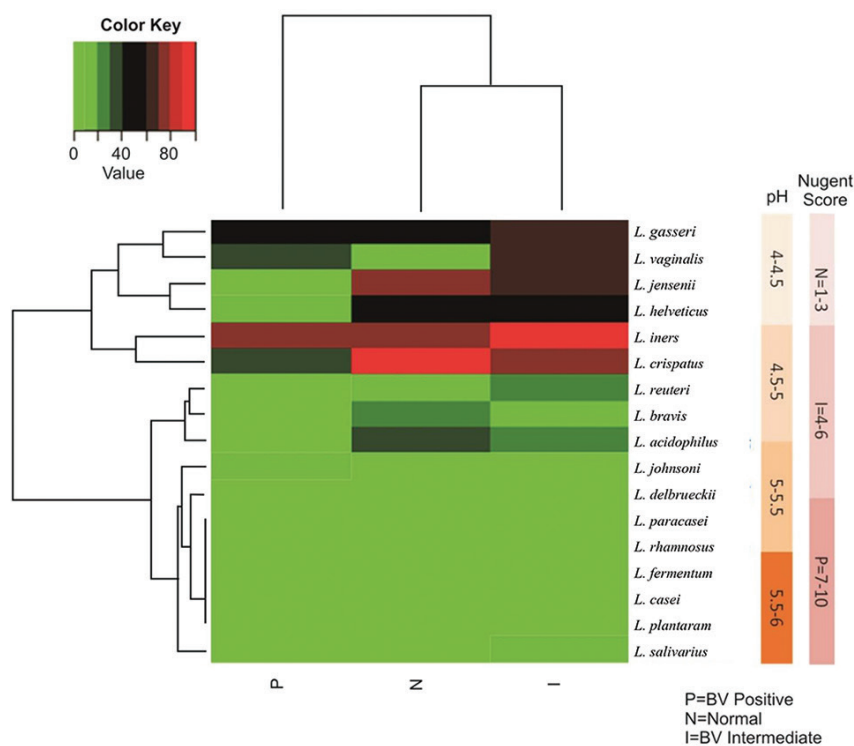 Color Key
0 40 80
Value
pH
Nugent
Score
L. gasseri
L. vaginalis
L. jensenii
L. helveticus
L. iners
L. crispatus
L. reuteri
L. bravis
L. acidophilus
L. johnsoni
L. delbrueckii
L. paracasei
L. rhamnosus
L. fermentum
L. casei
L. plantaram
L. salivarius
4-4.5
4.5-5
5-5.5
5.5-6
N=1-3
I=4-6
P=7-10
P
N
I
P=BV Positive
N=Normal
I=BV Intermediate